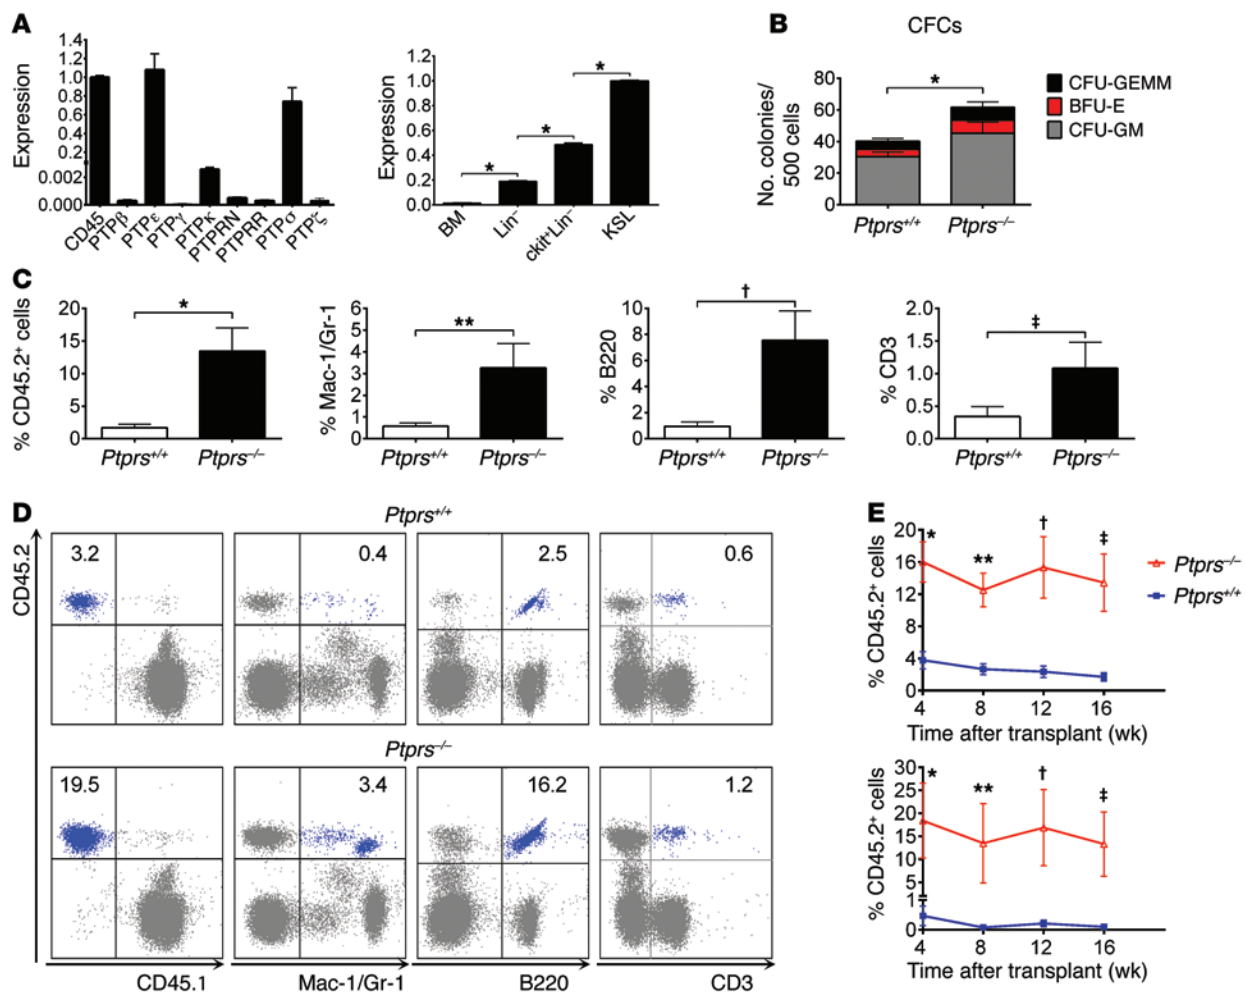 A
Expression
1.4
1.2
1.0
0.8
0.6
0.4
0.2
0.002
0.000
CD45
PTPβ
PTPε
PTPγ
PTPκ
PTPRN
PTPRR
PTPσ
PTPζ
Expression
1.2
1.0
0.8
0.6
0.4
0.2
0.0
*
*
*
BM
Lin⁻
ckit⁺Lin⁻
KSL
B
CFCs
No. colonies/
500 cells
80
60
40
20
0
*
Ptprs⁺/⁺
Ptprs⁻/⁻
CFU-GEMM
BFU-E
CFU-GM
C
% CD45.2⁺ cells
20
15
10
5
0
*
Ptprs⁺/⁺
Ptprs⁻/⁻
% Mac-1/Gr-1
6
5
4
3
2
1
0
**
Ptprs⁺/⁺
Ptprs⁻/⁻
% B220
10
8
6
4
2
0
†
Ptprs⁺/⁺
Ptprs⁻/⁻
% CD3
2.0
1.5
1.0
0.5
0.0
‡
Ptprs⁺/⁺
Ptprs⁻/⁻
D
CD45.2
Ptprs⁺/⁺
3.2
0.4
2.5
0.6
Ptprs⁻/⁻
19.5
3.4
16.2
1.2
CD45.1
Mac-1/Gr-1
B220
CD3
E
% CD45.2⁺ cells
20
16
12
8
4
0
*
**
†
‡
4
8
12
16
Time after transplant (wk)
Ptprs⁻/⁻
Ptprs⁺/⁺
% CD45.2⁺ cells
30
25
20
15
10
5
1
0
*
**
†
‡
4
8
12
16
Time after transplant (wk)